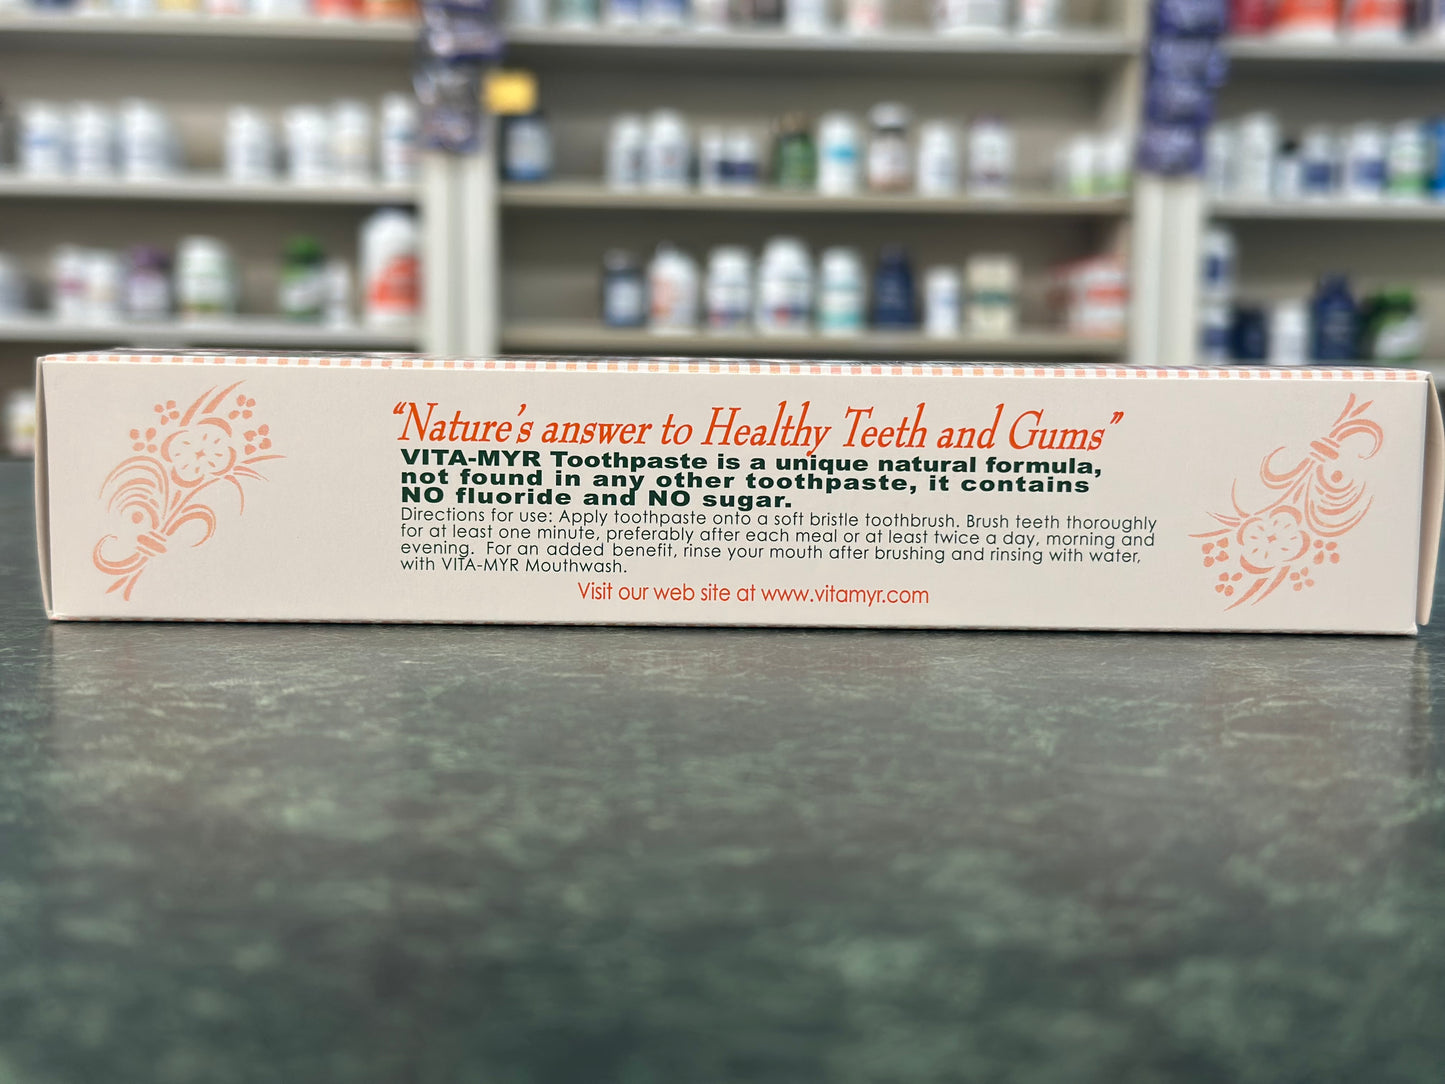 “Nature's answer to Healthy Teeth and Gums”
VITA-MYR Toothpaste is a unique natural formula,
not found in any other toothpaste, it contains
NO fluoride and NO sugar.
Directions for use: Apply toothpaste onto a soft bristle toothbrush. Brush teeth thoroughly
for at least one minute, preferably after each meal or at least twice a day, morning and
evening. For an added benefit, rinse your mouth after brushing and rinsing with water,
with VITA-MYR Mouthwash.
Visit our web site at www.vitamyr.com